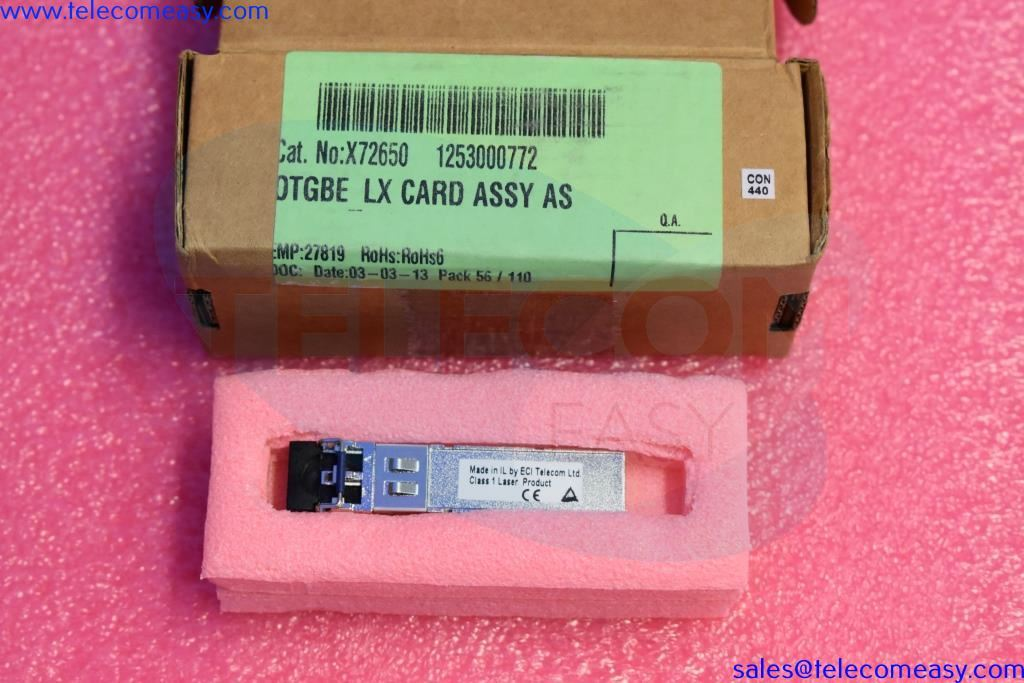 www.telecomeasy.com
Cat. No:X72650 1253000772
OTGBE_LX CARD ASSY AS
CON
440
Q.A.
EMP:27819 RoHs:RoHs6
DOC: Date:03-03-13 Pack 56 / 110
TELECOM
EASY
Made in IL by ECI Telecom Ltd.
Class 1 Laser Product
CE
sales@telecomeasy.com